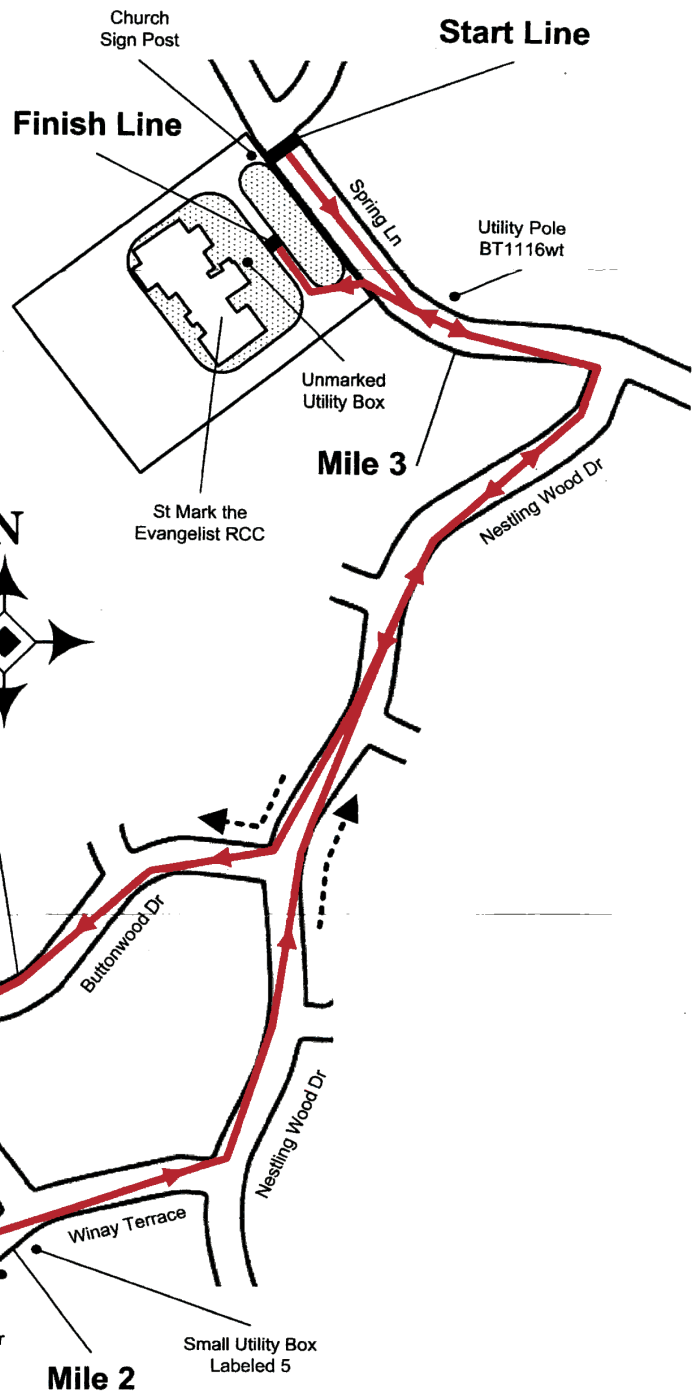 Church
Sign Post
Start Line
Finish Line
Spring Ln
Utility Pole
BT1116wt
Unmarked
Utility Box
Mile 3
St Mark the
Evangelist RCC
Nestling Wood Dr
N
Buttonwood Dr
Nestling Wood Dr
Winay Terrace
r
Small Utility Box
Labeled 5
Mile 2